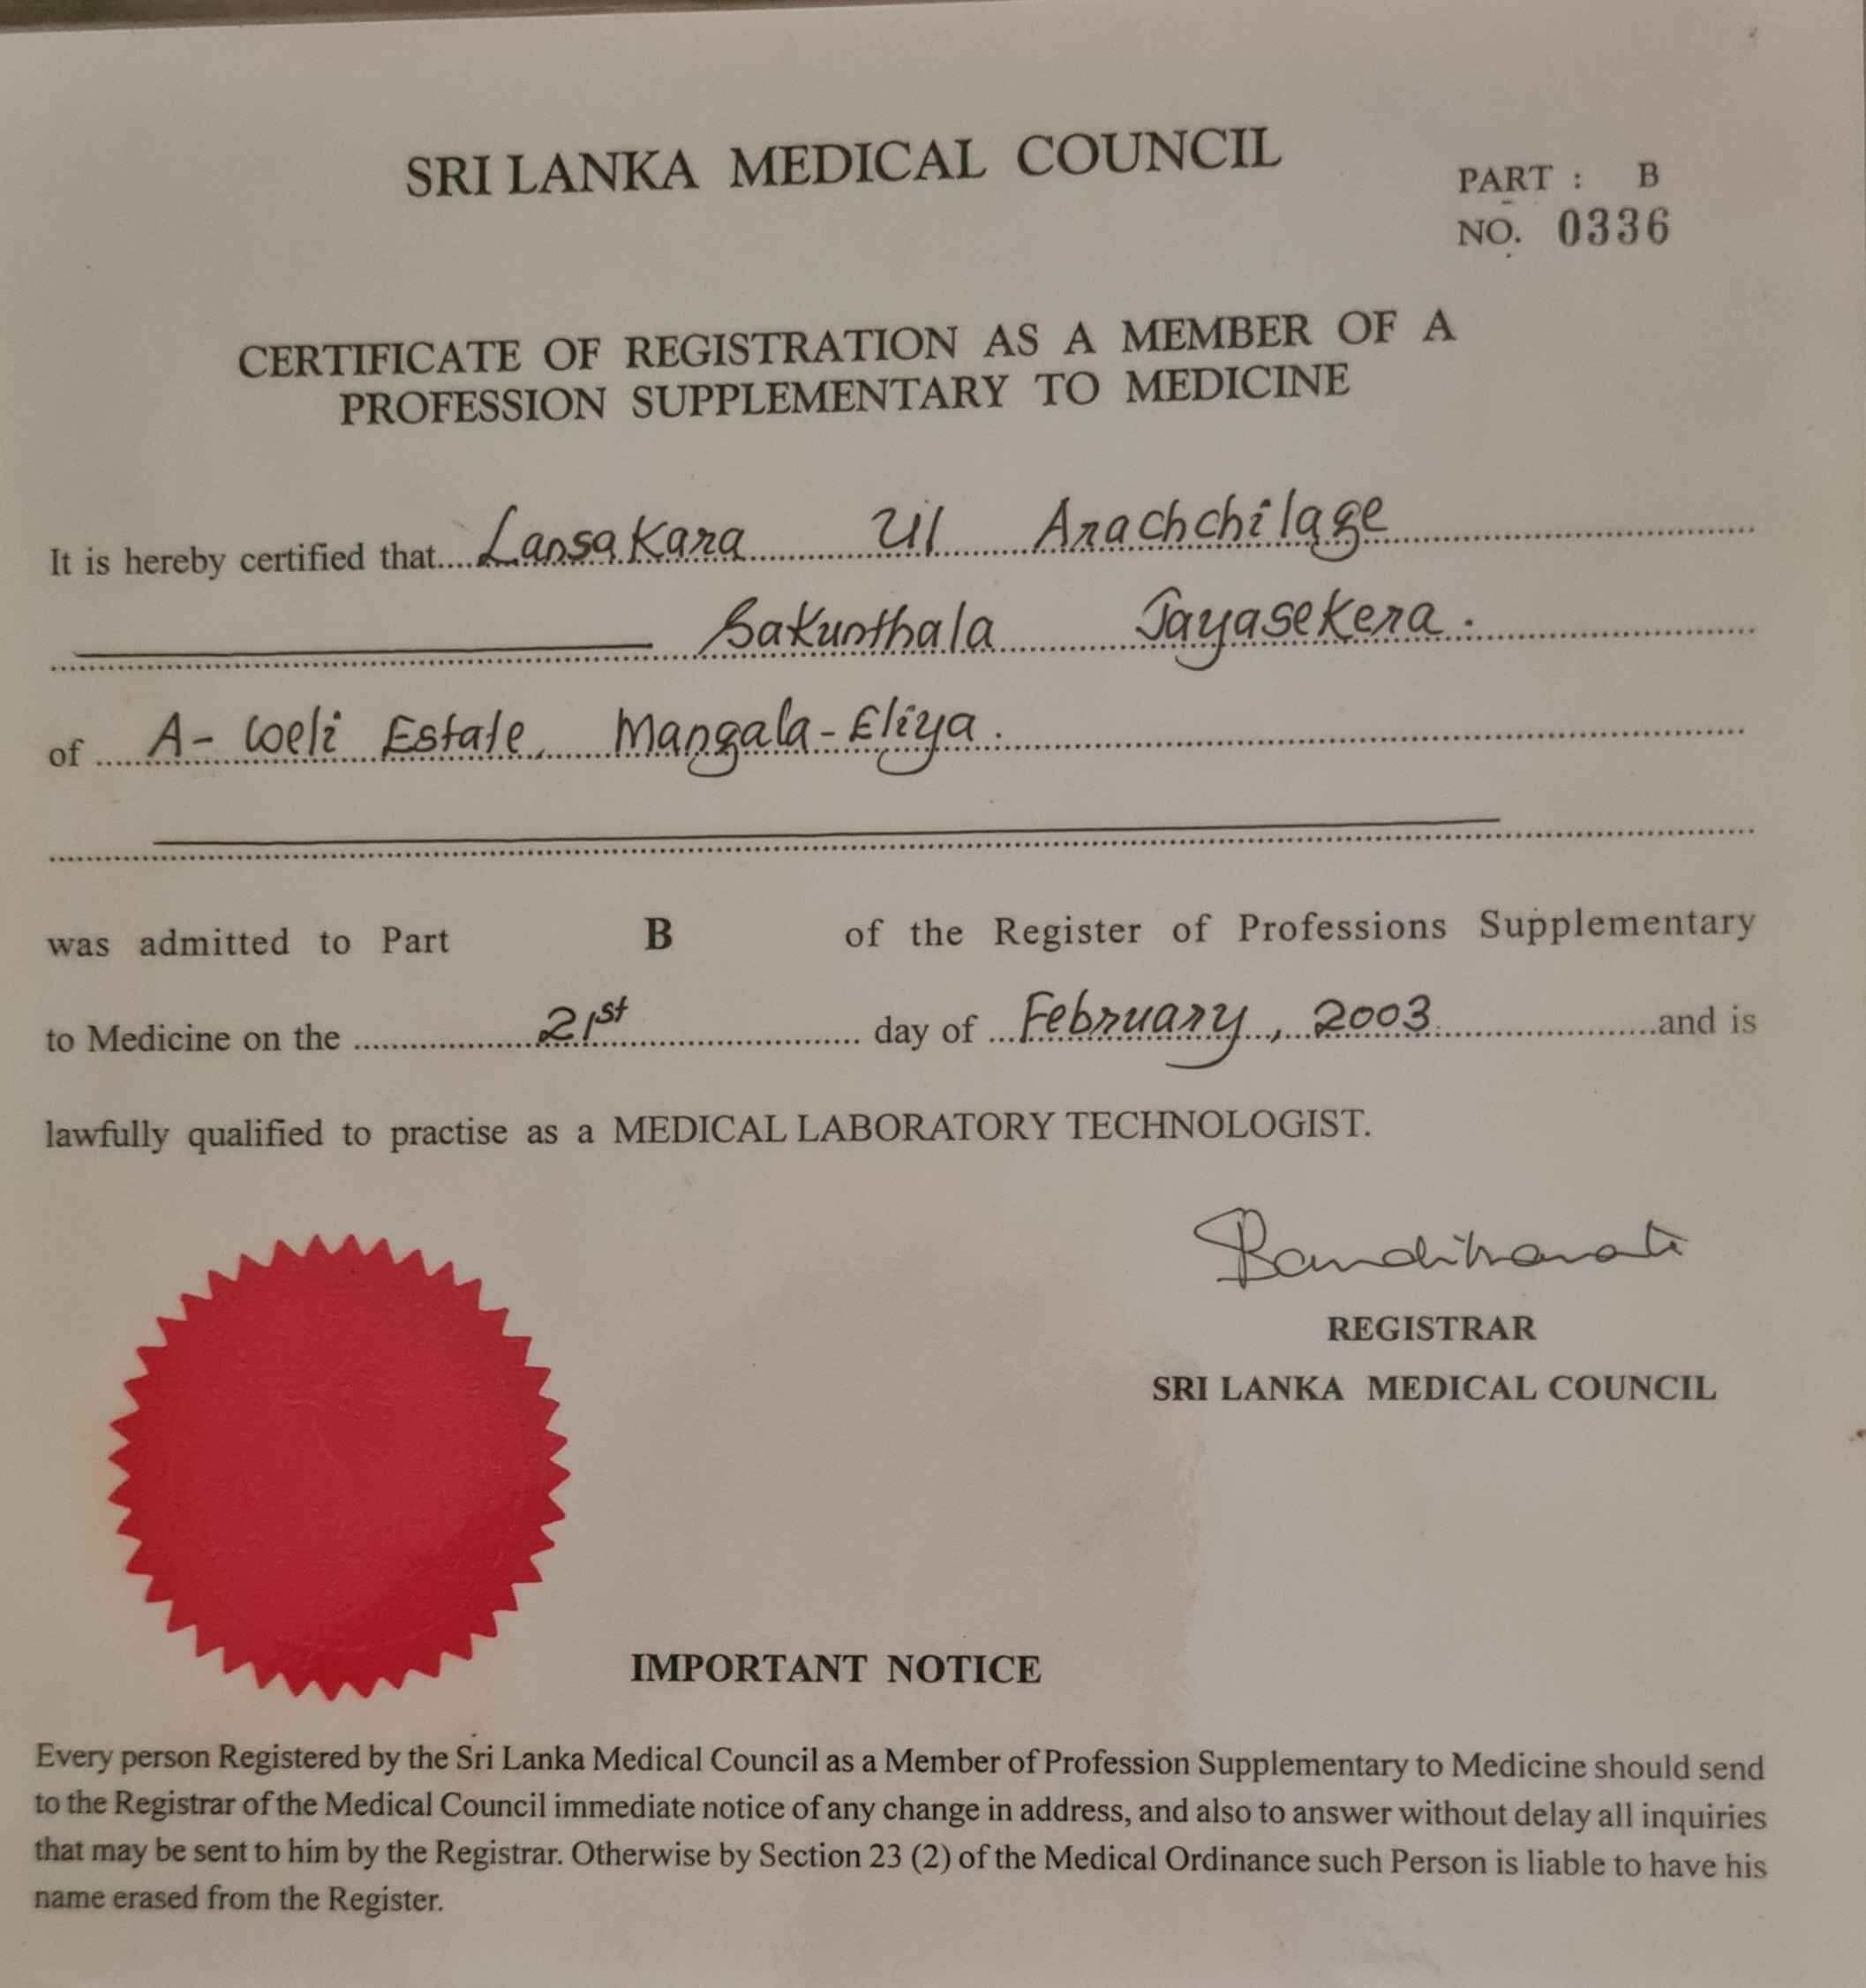 SRI LANKA MEDICAL COUNCIL
PART : B
NO. 0336
CERTIFICATE OF REGISTRATION AS A MEMBER OF A
PROFESSION SUPPLEMENTARY TO MEDICINE
It is hereby certified that....Lansakara Ul Arachchilage
Sakunthala Jayasekera.
of A- Weli Estate, Mangala-Eliya.
was admitted to Part B of the Register of Professions Supplementary
to Medicine on the 21st day of February, 2003 and is
lawfully qualified to practise as a MEDICAL LABORATORY TECHNOLOGIST.
REGISTRAR
SRI LANKA MEDICAL COUNCIL
IMPORTANT NOTICE
Every person Registered by the Sri Lanka Medical Council as a Member of Profession Supplementary to Medicine should send
to the Registrar of the Medical Council immediate notice of any change in address, and also to answer without delay all inquiries
that may be sent to him by the Registrar. Otherwise by Section 23 (2) of the Medical Ordinance such Person is liable to have his
name erased from the Register.